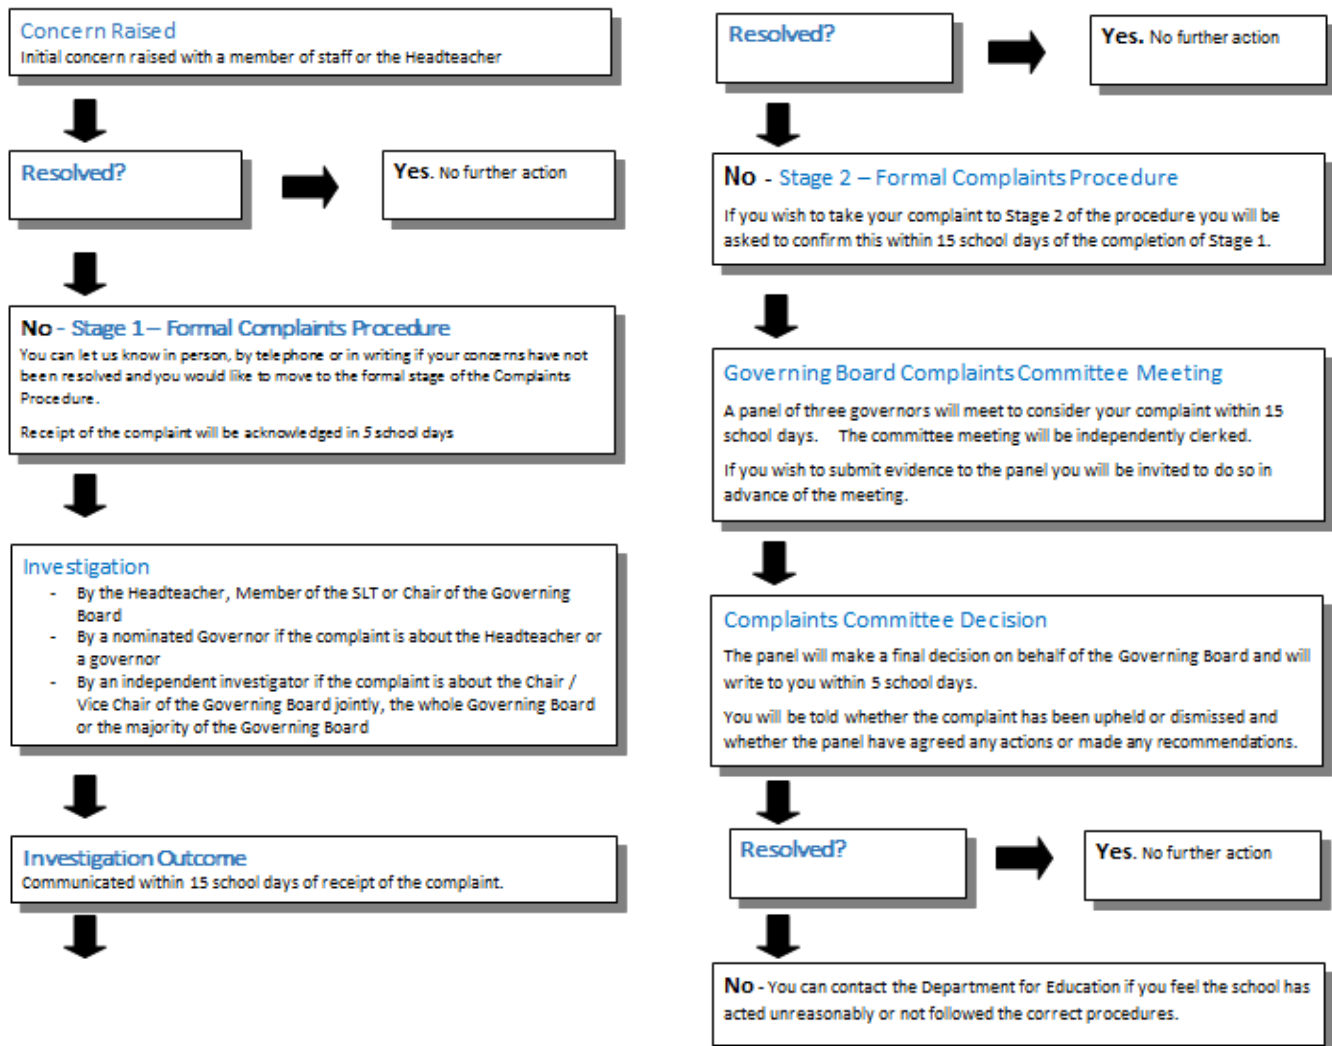 Concern Raised
Initial concern raised with a member of staff or the Headteacher
Resolved?
Yes. No further action
No - Stage 1 – Formal Complaints Procedure
You can let us know in person, by telephone or in writing if your concerns have not
been resolved and you would like to move to the formal stage of the Complaints
Procedure.
Receipt of the complaint will be acknowledged in 5 school days
Investigation
- By the Headteacher, Member of the SLT or Chair of the Governing
Board
- By a nominated Governor if the complaint is about the Headteacher or
a governor
- By an independent investigator if the complaint is about the Chair /
Vice Chair of the Governing Board jointly, the whole Governing Board
or the majority of the Governing Board
Investigation Outcome
Communicated within 15 school days of receipt of the complaint.
Resolved?
Yes. No further action
No - Stage 2 – Formal Complaints Procedure
If you wish to take your complaint to Stage 2 of the procedure you will be
asked to confirm this within 15 school days of the completion of Stage 1.
Governing Board Complaints Committee Meeting
A panel of three governors will meet to consider your complaint within 15
school days. The committee meeting will be independently clerked.
If you wish to submit evidence to the panel you will be invited to do so in
advance of the meeting.
Complaints Committee Decision
The panel will make a final decision on behalf of the Governing Board and will
write to you within 5 school days.
You will be told whether the complaint has been upheld or dismissed and
whether the panel have agreed any actions or made any recommendations.
Resolved?
Yes. No further action
No - You can contact the Department for Education if you feel the school has
acted unreasonably or not followed the correct procedures.